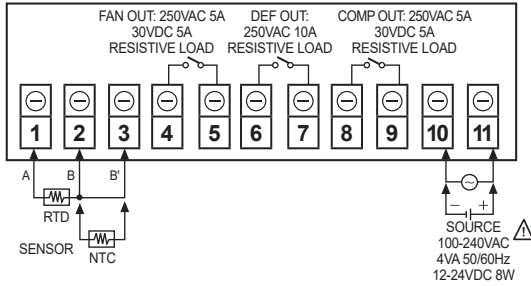 FAN OUT: 250VAC 5A
30VDC 5A
RESISTIVE LOAD
DEF OUT:
250VAC 10A
RESISTIVE LOAD
COMP OUT: 250VAC 5A
30VDC 5A
RESISTIVE LOAD
1 2 3 4 5 6 7 8 9 10 11
A B B'
RTD
SENSOR
NTC
− +
SOURCE
100-240VAC
4VA 50/60Hz
12-24VDC 8W